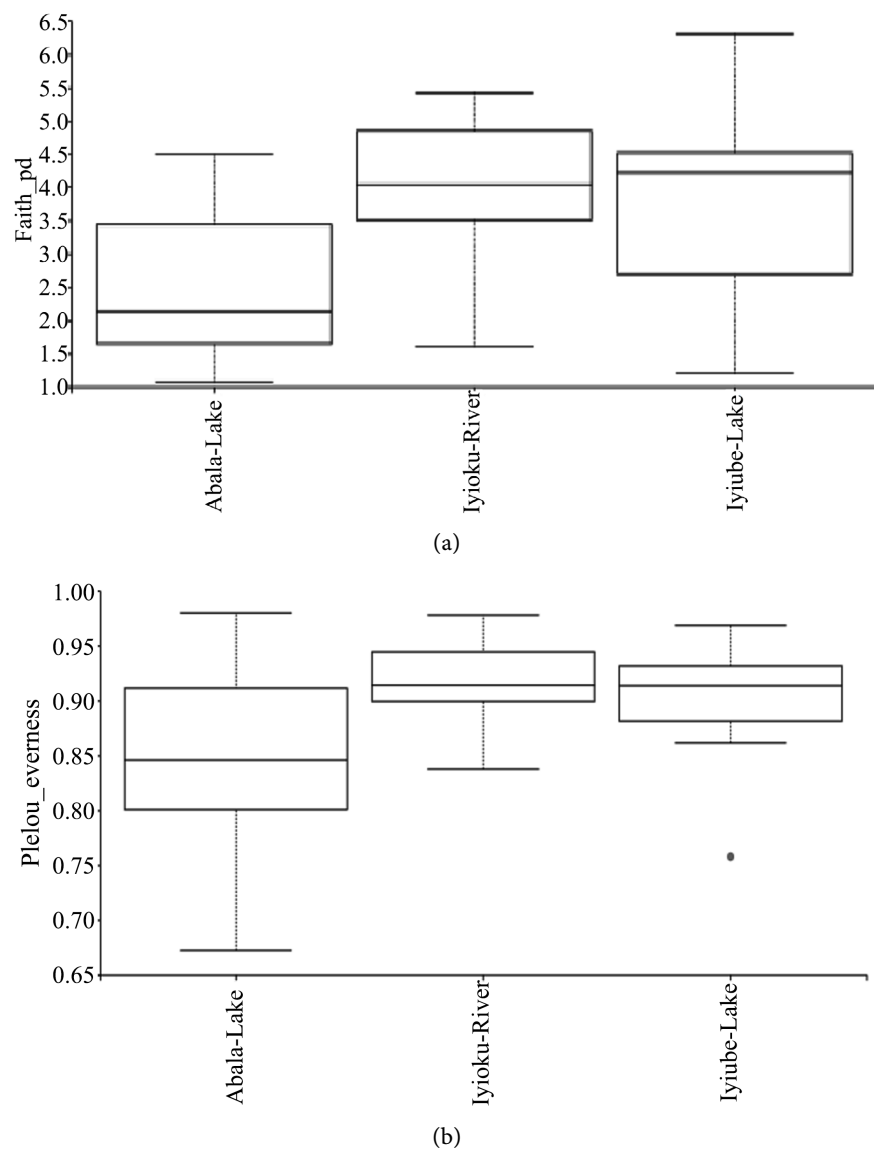 6.5
6.0
5.5
5.0
4.5
4.0
3.5
3.0
2.5
2.0
1.5
1.0
Faith_pd
Abala-Lake
Iyioku-River
Iyiube-Lake
(a)
1.00
0.95
0.90
0.85
0.80
0.75
0.70
0.65
Plelou_everness
Abala-Lake
Iyioku-River
Iyiube-Lake
(b)